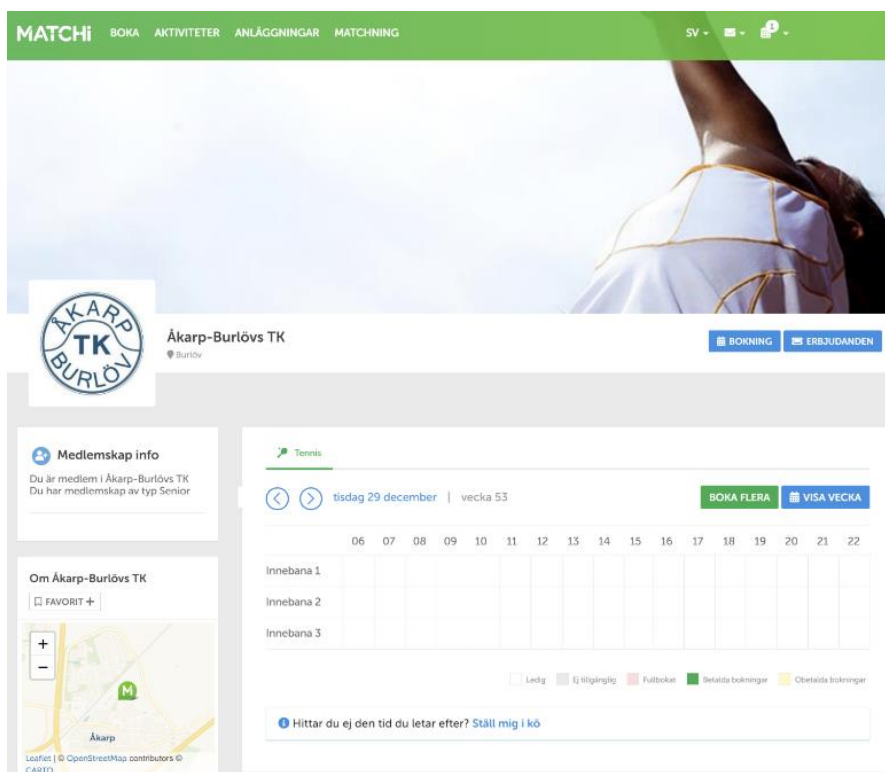 MATCHi BOKA AKTIVITETER ANLÄGGNINGAR MATCHNING SV 1
ÅKARP TK BURLÖV
Åkarp-Burlövs TK
Burlöv
BOKNING ERBJUDANDEN
Medlemskap info
Du är medlem i Åkarp-Burlövs TK
Du har medlemskap av typ Senior
Tennis
tisdag 29 december | vecka 53
BOKA FLERA VISA VECKA
06 07 08 09 10 11 12 13 14 15 16 17 18 19 20 21 22
Innebana 1
Innebana 2
Innebana 3
Ledig Ej tillgänglig Fullbokat Betalda bokningar Obetalda bokningar
Hittar du ej den tid du letar efter? Ställ mig i kö
Om Åkarp-Burlövs TK
FAVORIT +
+
−
M
Åkarp
Leaflet | © OpenStreetMap contributors ©
CARTO